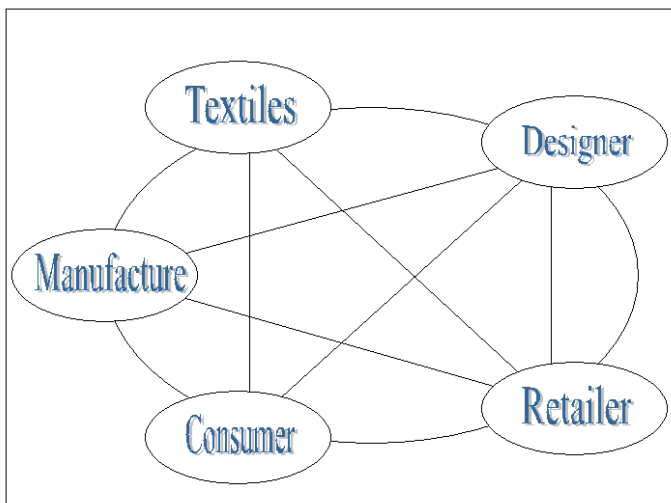 Textiles
Designer
Manufacture
Consumer
Retailer